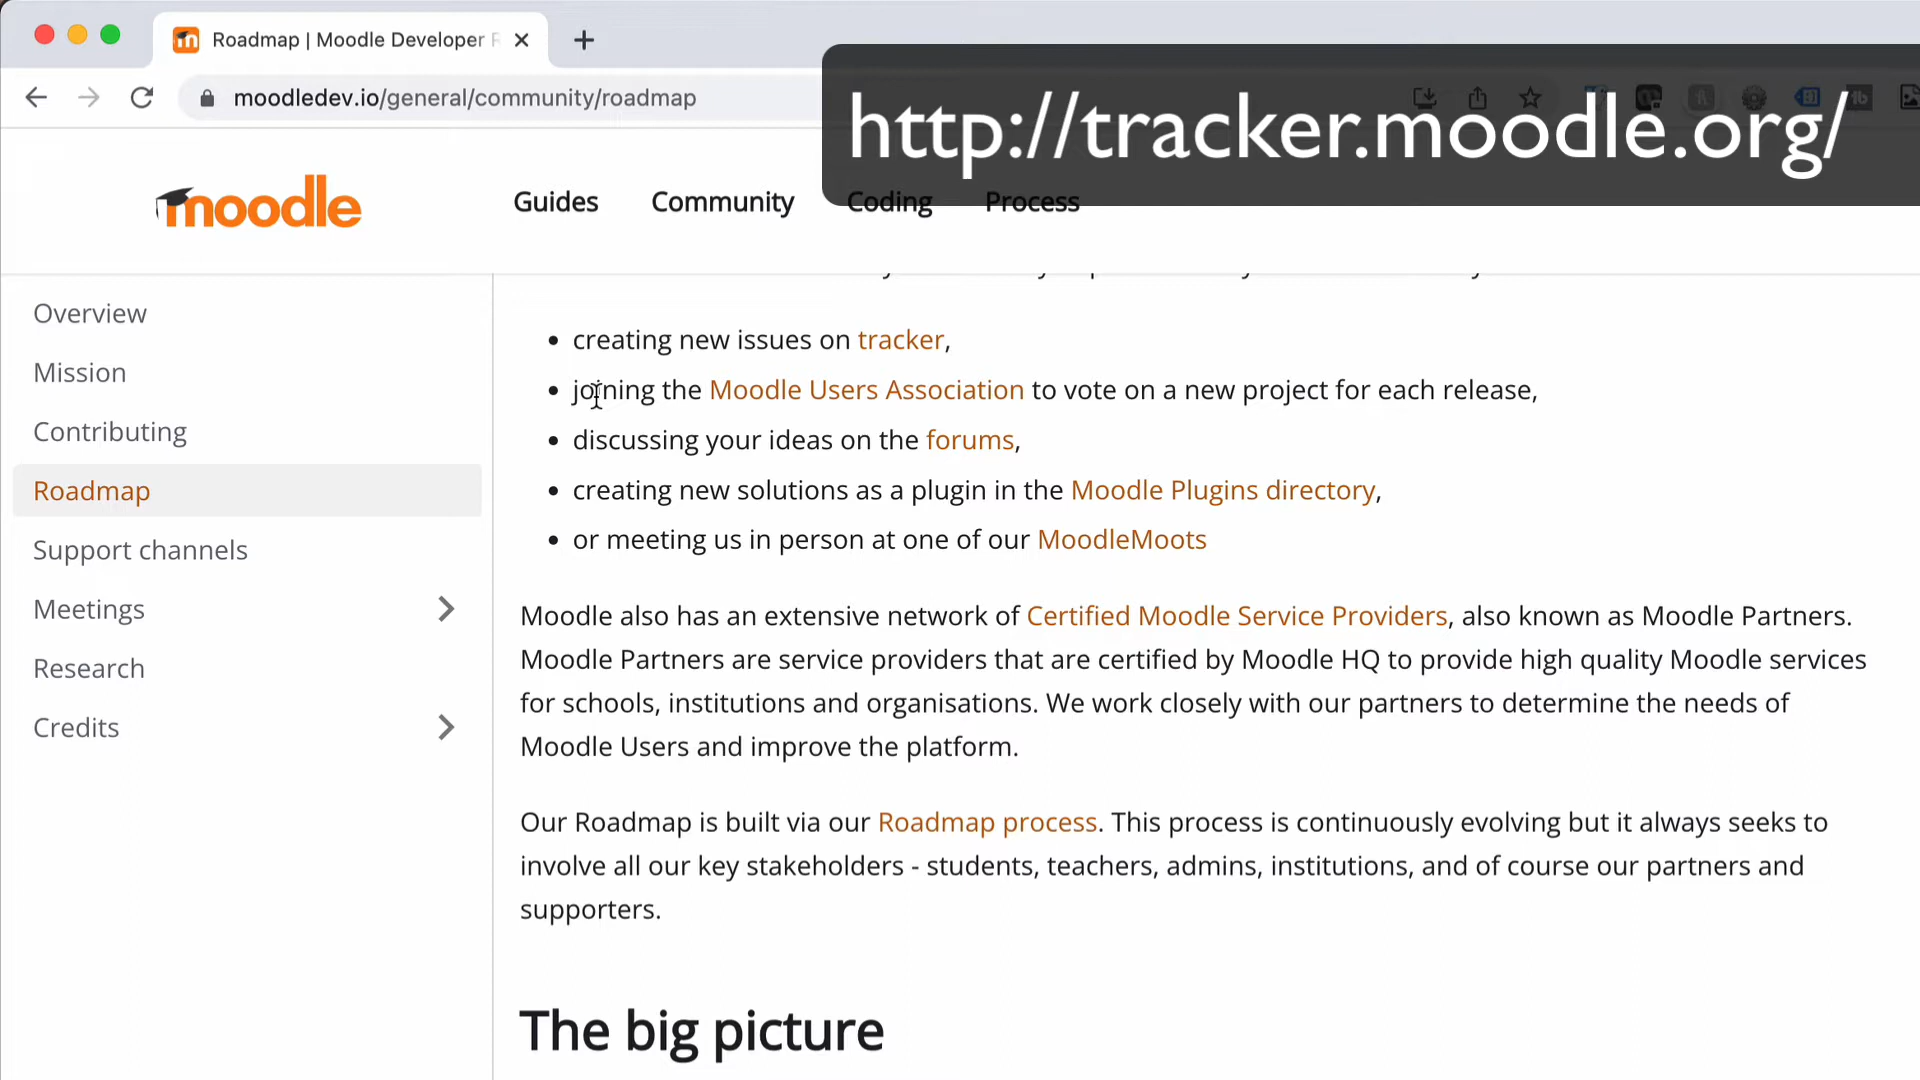 Roadmap | Moodle Developer R
moodledev.io/general/community/roadmap
http://tracker.moodle.org/
moodle
Guides
Community
Coding
Process
Overview
Mission
Contributing
Roadmap
Support channels
Meetings
Research
Credits
• creating new issues on tracker,
• joining the Moodle Users Association to vote on a new project for each release,
• discussing your ideas on the forums,
• creating new solutions as a plugin in the Moodle Plugins directory,
• or meeting us in person at one of our MoodleMoots
Moodle also has an extensive network of Certified Moodle Service Providers, also known as Moodle Partners.
Moodle Partners are service providers that are certified by Moodle HQ to provide high quality Moodle services
for schools, institutions and organisations. We work closely with our partners to determine the needs of
Moodle Users and improve the platform.
Our Roadmap is built via our Roadmap process. This process is continuously evolving but it always seeks to
involve all our key stakeholders - students, teachers, admins, institutions, and of course our partners and
supporters.
The big picture